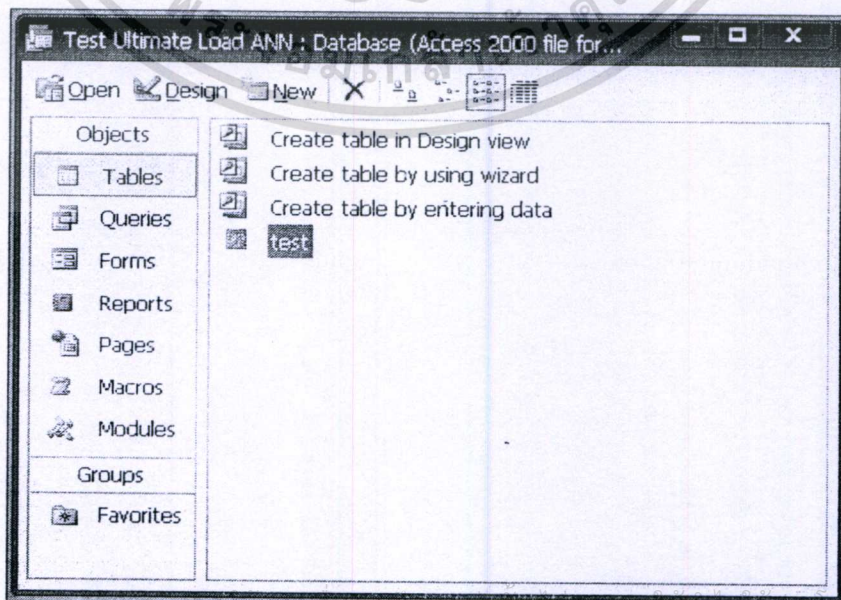 Test Ultimate Load ANN : Database (Access 2000 file for...
Open Design New
Objects
Tables
Queries
Forms
Reports
Pages
Macros
Modules
Groups
Favorites
Create table in Design view
Create table by using wizard
Create table by entering data
test